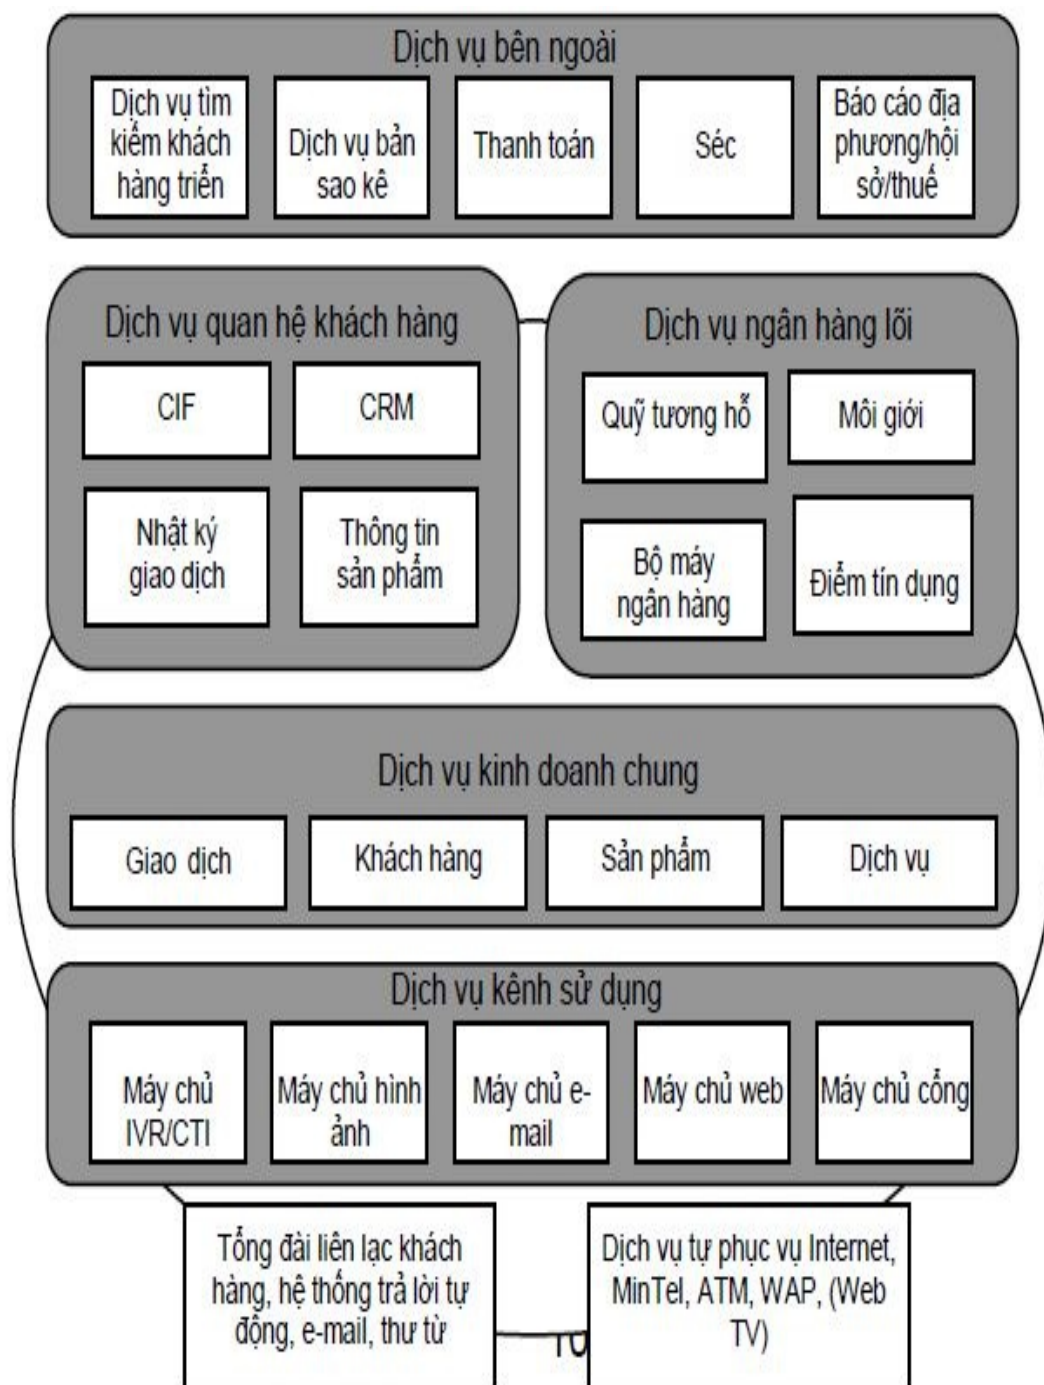 Dịch vụ bên ngoài
Dịch vụ tìm
kiếm khách
hàng triển
Dịch vụ bản
sao kê
Thanh toán
Séc
Báo cáo địa
phương/hội
sở/thuế
Dịch vụ quan hệ khách hàng
CIF
CRM
Nhật ký
giao dịch
Thông tin
sản phẩm
Dịch vụ ngân hàng lõi
Quỹ tương hỗ
Môi giới
Bộ máy
ngân hàng
Điểm tín dụng
Dịch vụ kinh doanh chung
Giao dịch
Khách hàng
Sản phẩm
Dịch vụ
Dịch vụ kênh sử dụng
Máy chủ
IVR/CTI
Máy chủ hình
ảnh
Máy chủ e-
mail
Máy chủ web
Máy chủ cổng
Tổng đài liên lạc khách
hàng, hệ thống trả lời tự
động, e-mail, thư từ
Dịch vụ tự phục vụ Internet,
MinTel, ATM, WAP, (Web
TV)